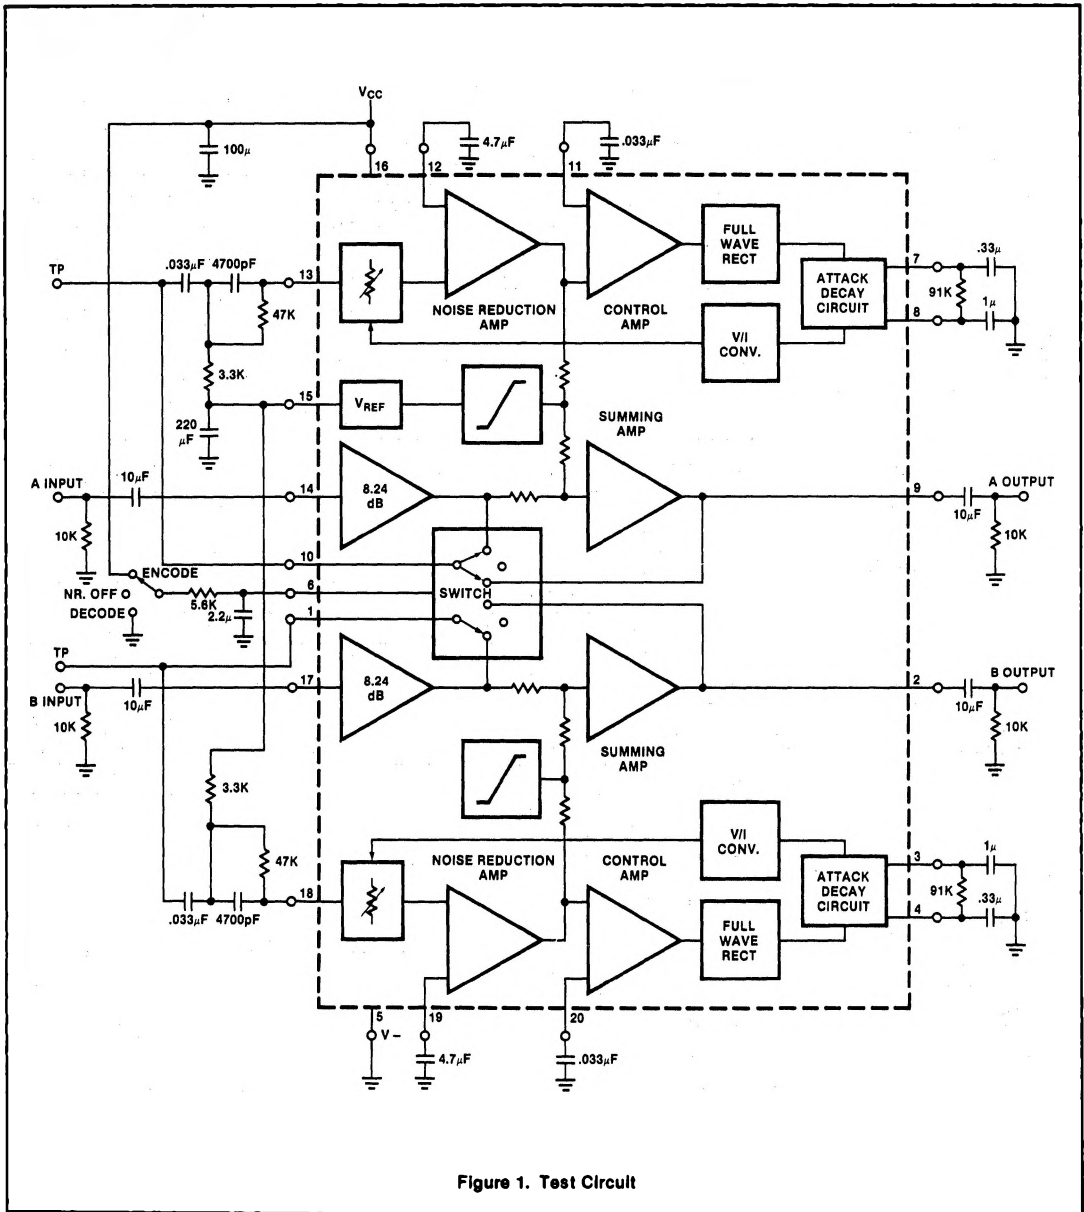 VCC
100μ
16
4.7μF
12
.033μF
11
TP
.033μF
4700pF
13
47K
3.3K
NOISE REDUCTION
AMP
CONTROL
AMP
FULL
WAVE
RECT
V/I
CONV.
ATTACK
DECAY
CIRCUIT
7
8
91K
.33μ
1μ
15
VREF
220
μF
SUMMING
AMP
A INPUT
10μF
10K
14
8.24
dB
9
A OUTPUT
10μF
10K
10
ENCODE
NR. OFF
DECODE
5.6K
2.2μ
6
SWITCH
1
TP
B INPUT
10μF
10K
17
8.24
dB
2
B OUTPUT
10μF
10K
SUMMING
AMP
3.3K
47K
.033μF
4700pF
18
NOISE REDUCTION
AMP
CONTROL
AMP
V/I
CONV.
FULL
WAVE
RECT
ATTACK
DECAY
CIRCUIT
3
4
91K
1μ
.33μ
5
V –
19
4.7μF
20
.033μF
Figure 1. Test Circuit